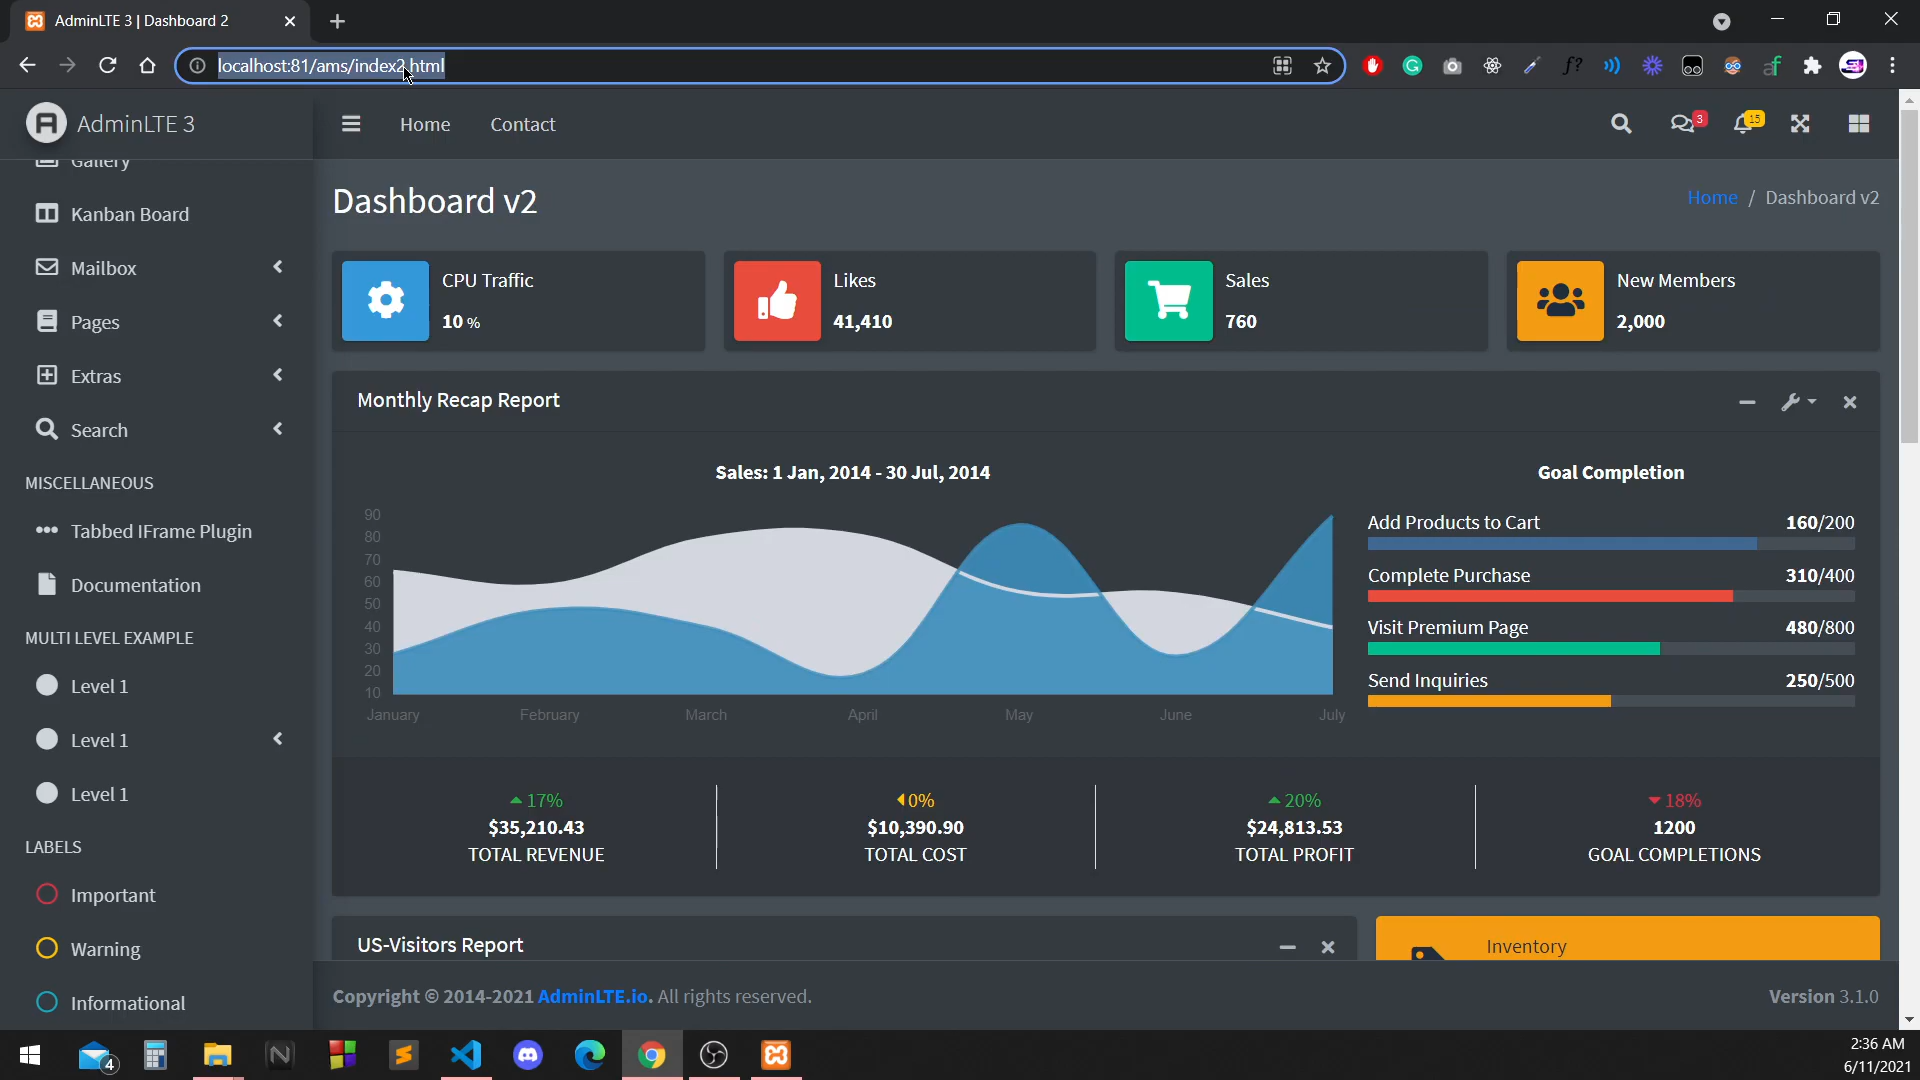 AdminLTE 3 | Dashboard 2
localhost:81/ams/index2.html
f?
af
AdminLTE 3
Home
Contact
3
15
Gallery
Kanban Board
Mailbox
Pages
Extras
Search
MISCELLANEOUS
Tabbed IFrame Plugin
Documentation
MULTI LEVEL EXAMPLE
Level 1
Level 1
Level 1
LABELS
Important
Warning
Informational
Dashboard v2
Home / Dashboard v2
CPU Traffic
10 %
Likes
41,410
Sales
760
New Members
2,000
Monthly Recap Report
Sales: 1 Jan, 2014 - 30 Jul, 2014
90
80
70
60
50
40
30
20
10
January February March April May June July
Goal Completion
Add Products to Cart 160/200
Complete Purchase 310/400
Visit Premium Page 480/800
Send Inquiries 250/500
17%
$35,210.43
TOTAL REVENUE
0%
$10,390.90
TOTAL COST
20%
$24,813.53
TOTAL PROFIT
18%
1200
GOAL COMPLETIONS
US-Visitors Report
Inventory
Copyright © 2014-2021 AdminLTE.io. All rights reserved.
Version 3.1.0
4
2:36 AM
6/11/2021